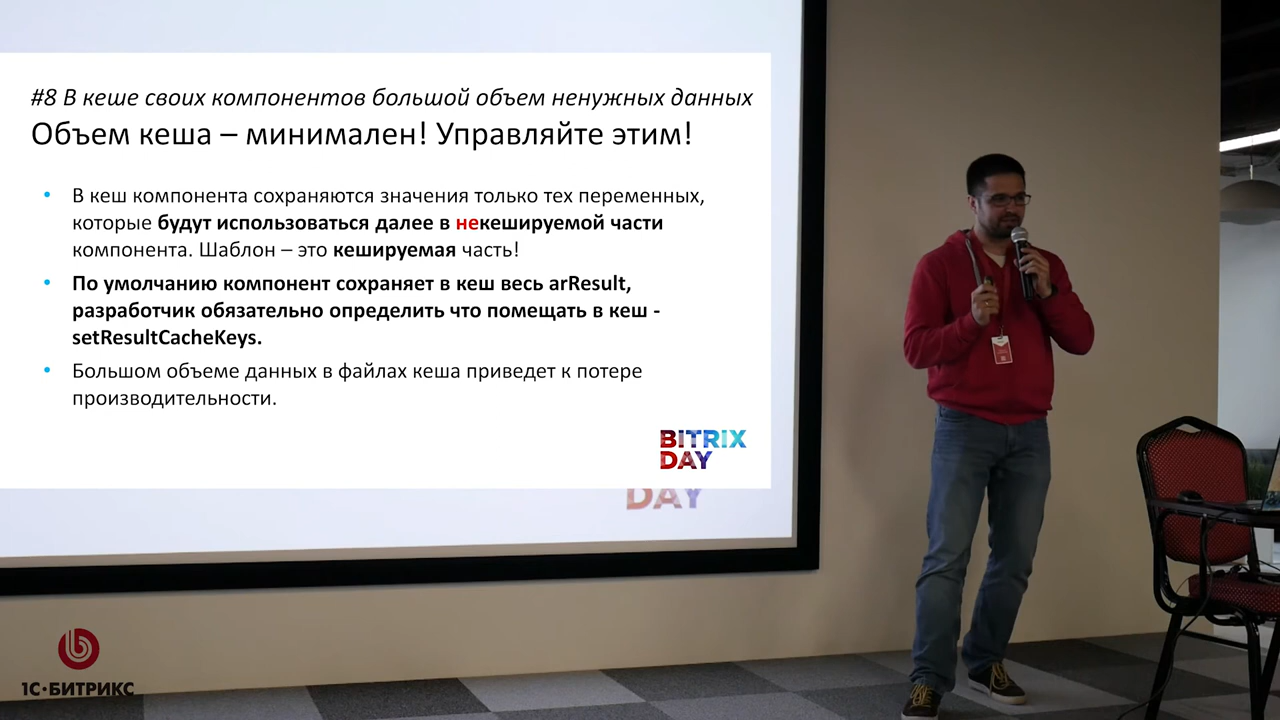 #8 В кеше своих компонентов большой объем ненужных данных
Объем кеша – минимален! Управляйте этим!
• В кеш компонента сохраняются значения только тех переменных,
которые будут использоваться далее в некешируемой части
компонента. Шаблон – это кешируемая часть!
• По умолчанию компонент сохраняет в кеш весь arResult,
разработчик обязательно определить что помещать в кеш -
setResultCacheKeys.
• Большом объеме данных в файлах кеша приведет к потере
производительности.
BITRIX
DAY
DAY
1С·БИТРИКС